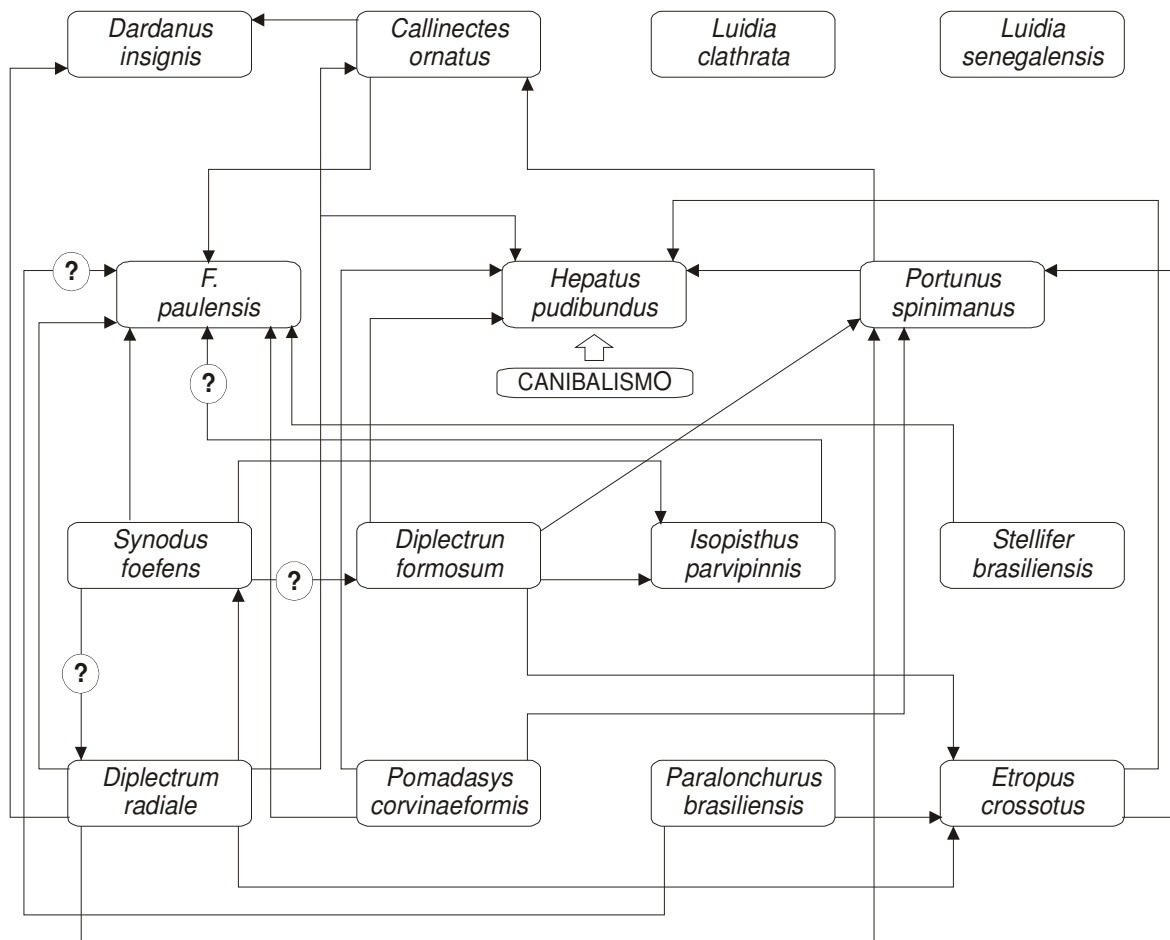 Dardanus
insignis
Callinectes
ornatus
Luidia
clathrata
Luidia
senegalensis
?
F.
paulensis
Hepatus
pudibundus
Portunus
spinimanus
?
CANIBALISMO
Synodus
foefens
?
Diplectrun
formosum
Isopisthus
parvipinnis
Stellifer
brasiliensis
?
Diplectrum
radiale
Pomadasys
corvinaeformis
Paralonchurus
brasiliensis
Etropus
crossotus